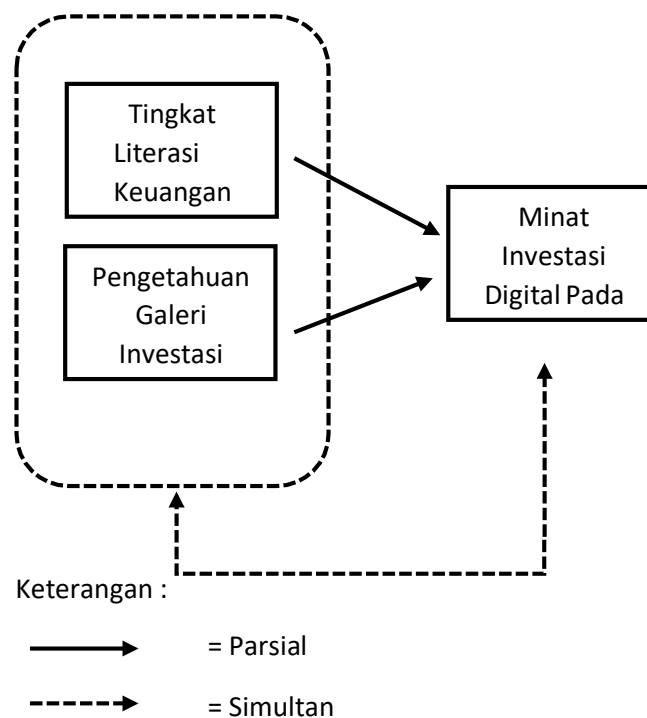 Tingkat
Literasi
Keuangan
Pengetahuan
Galeri
Investasi
Minat
Investasi
Digital Pada
Keterangan :
= Parsial
= Simultan